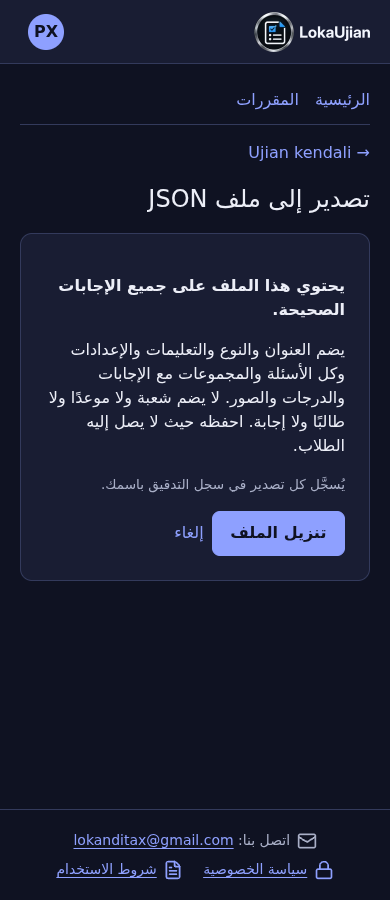 LokaUjian
PX
الرئيسية المقررات
→ Ujian kendali
تصدير إلى ملف JSON
يحتوي هذا الملف على جميع الإجابات
الصحيحة.
يضم العنوان والنوع والتعليمات والإعدادات
وكل الأسئلة والمجموعات مع الإجابات
والدرجات والصور. لا يضم شعبة ولا موعدًا ولا
طالبًا ولا إجابة. احفظه حيث لا يصل إليه
الطلاب.
يُسجَّل كل تصدير في سجل التدقيق باسمك.
تنزيل الملف إلغاء
اتصل بنا: lokanditax@gmail.com
سياسة الخصوصية شروط الاستخدام